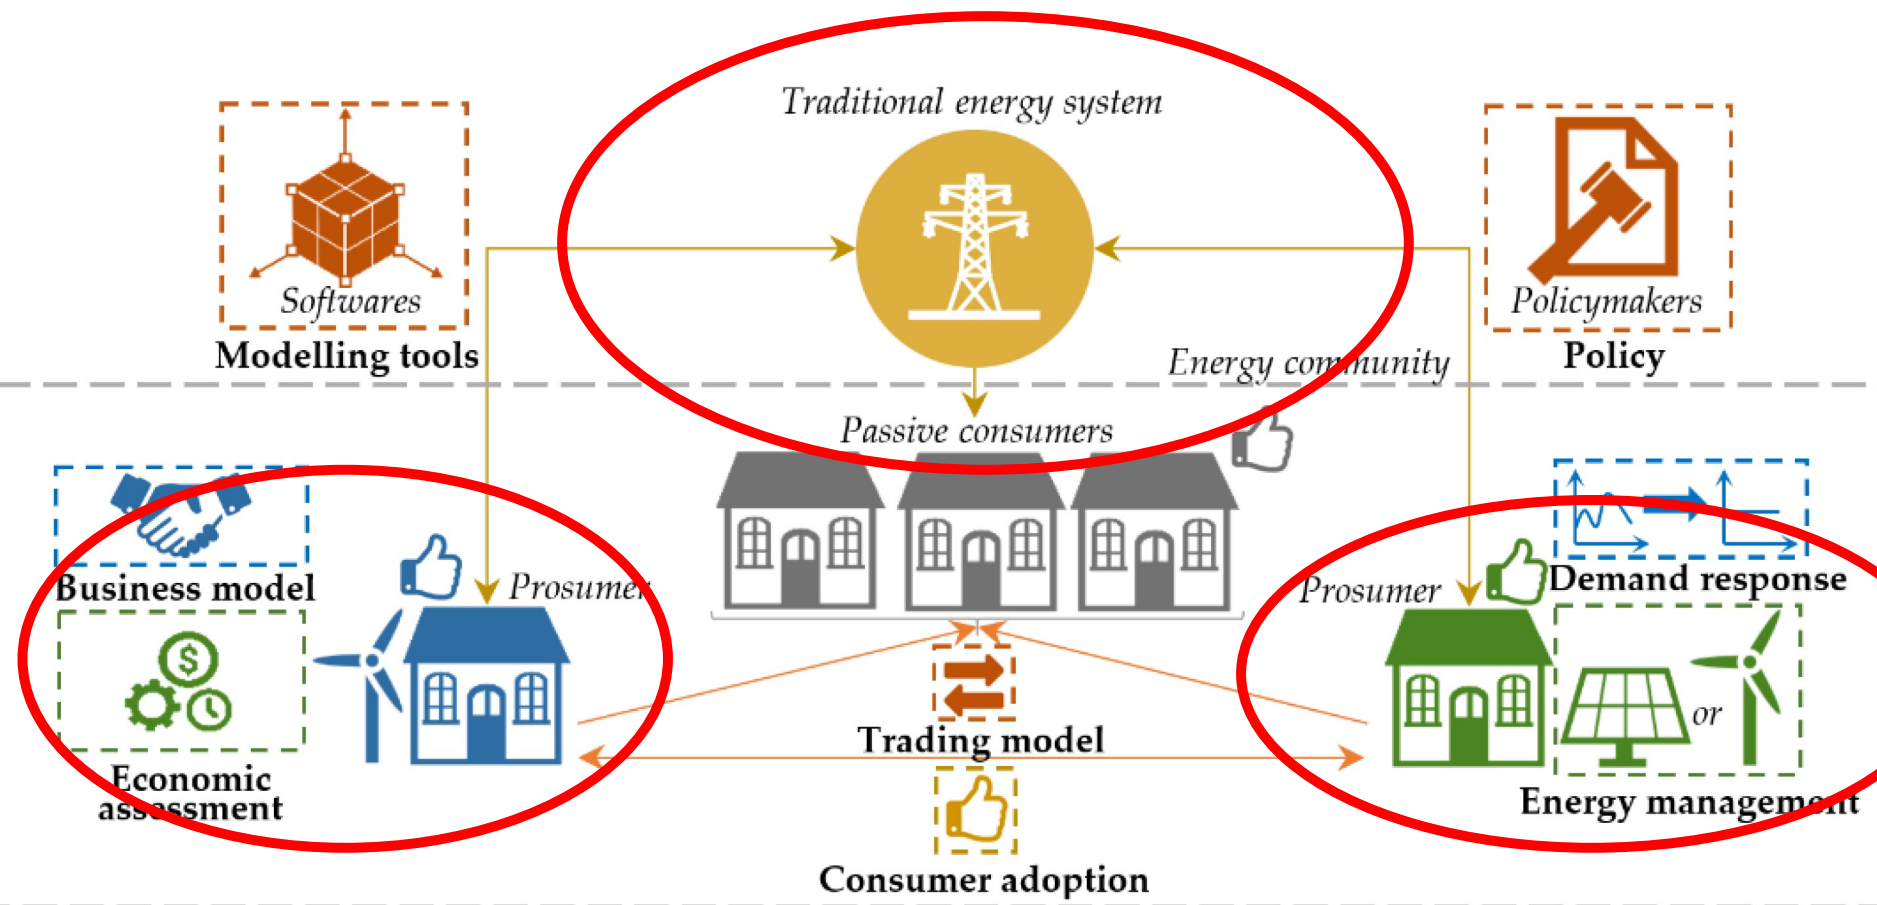 Traditional energy system
Softwares
Modelling tools
Policymakers
Policy
Energy community
Passive consumers
Business model
Prosumer
Prosumer
Demand response
$
Economic
assessment
Trading model
or
Energy management
Consumer adoption